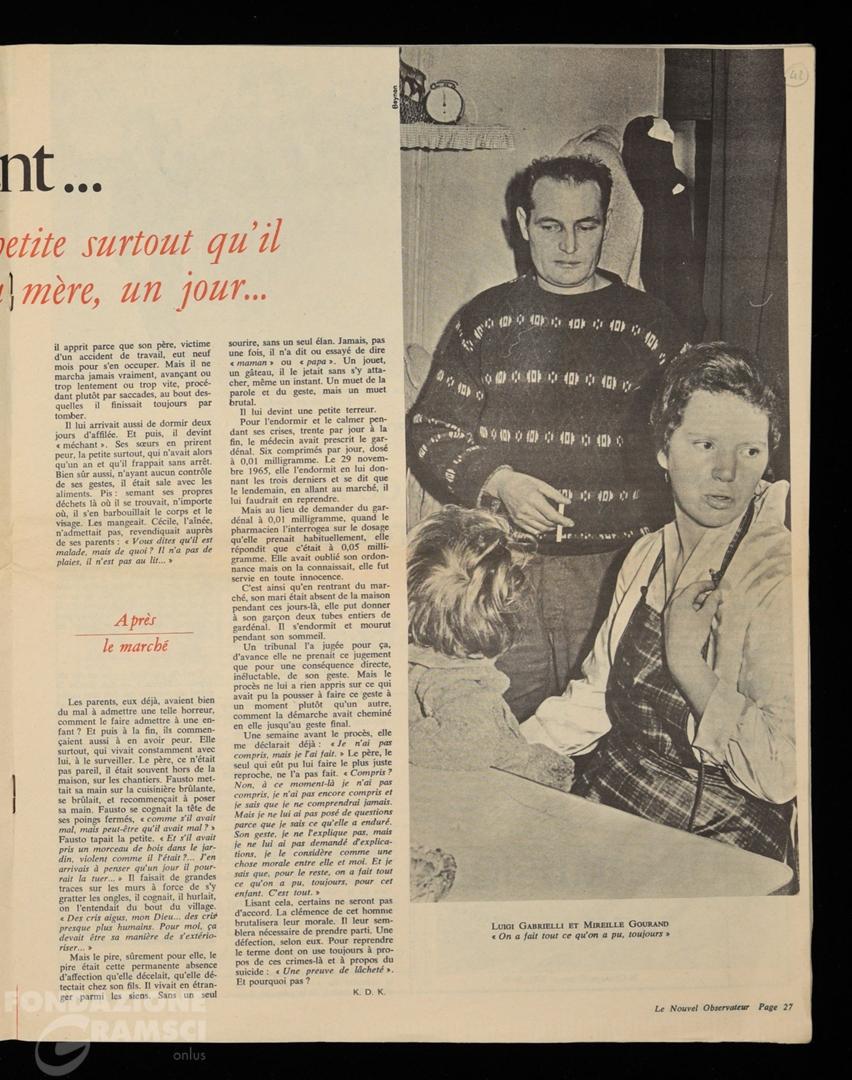 nt...
petite surtout qu'il
mère, un jour...
il apprit parce que son père, victime
d'un accident de travail, eut neuf
mois pour s'en occuper. Mais il ne
marcha jamais vraiment, avançant ou
trop lentement ou trop vite, procé-
dant plutôt par saccades, au bout des-
quelles il finissait toujours par
tomber.
Il lui arrivait aussi de dormir deux
jours d'affilée. Et puis, il devint
« méchant ». Ses sœurs en prirent
peur, la petite surtout, qui n'avait alors
qu'un an et qu'il frappait sans arrêt.
Bien sûr aussi, n'ayant aucun contrôle
de ses gestes, il était sale avec les
aliments. Pis : semant ses propres
déchets là où il se trouvait, n'importe
où, il s'en barbouillait le corps et le
visage. Les mangeait. Cécile, l'aînée,
n'admettait pas, revendiquait auprès
de ses parents : « Vous dites qu'il est
malade, mais de quoi ? Il n'a pas de
plaies, il n'est pas au lit... »
Après
le marché
Les parents, eux déjà, avaient bien
du mal à admettre une telle horreur,
comment le faire admettre à une en-
fant ? Et puis à la fin, ils commen-
çaient aussi à en avoir peur. Elle
surtout, qui vivait constamment avec
lui, à le surveiller. Le père, ce n'était
pas pareil, il était souvent hors de la
maison, sur les chantiers. Fausto met-
tait sa main sur la cuisinière brûlante,
se brûlait, et recommençait à poser
sa main. Fausto se cognait la tête de
ses poings fermés, « comme s'il avait
mal, mais peut-être qu'il avait mal ? »
Fausto tapait la petite. « Et s'il avait
pris un morceau de bois dans le jar-
din, violent comme il l'était ?... J'en
arrivais à penser qu'un jour il pour-
rait la tuer... » Il faisait de grandes
traces sur les murs à force de s'y
gratter les ongles, il cognait, il hurlait,
on l'entendait du bout du village.
« Des cris aigus, mon Dieu... des cris
presque plus humains. Pour moi, ça
devait être sa manière de s'extério-
riser... »
Mais le pire, sûrement pour elle, le
pire était cette permanente absence
d'affection qu'elle décelait, qu'elle dé-
tectait chez son fils. Il vivait en étran-
ger parmi les siens. Sans un seul
sourire, sans un seul élan. Jamais, pas
une fois, il n'a dit ou essayé de dire
« maman » ou « papa ». Un jouet,
un gâteau, il le jetait sans s'y atta-
cher, même un instant. Un muet de
la parole et du geste, mais un muet
brutal.
Il lui devint une petite terreur.
Pour l'endormir et le calmer pen-
dant ses crises, trente par jour à la
fin, le médecin avait prescrit le gar-
dénal. Six comprimés par jour, dosé
à 0,01 milligramme. Le 29 novem-
bre 1965, elle l'endormit en lui don-
nant les trois derniers et se dit que
le lendemain, en allant au marché, il
lui faudrait en reprendre.
Mais au lieu de demander du gar-
dénal à 0,01 milligramme, quand le
pharmacien l'interrogea sur le dosage
qu'elle prenait habituellement, elle
répondit que c'était à 0,05 milli-
gramme. Elle avait oublié son ordon-
nance mais on la connaissait, elle fut
servie en toute innocence.
C'est ainsi qu'en rentrant du mar-
ché, son mari était absent de la maison
pendant ces jours-là, elle put donner
à son garçon deux tubes entiers de
gardénal. Il s'endormit et mourut
pendant son sommeil.
Un tribunal l'a jugée pour ça,
d'avance elle ne prenait ce jugement
que pour une conséquence directe,
inéluctable, de son geste. Mais le
procès ne lui a rien appris sur ce qui
avait pu la pousser à faire ce geste à
un moment plutôt qu'un autre,
comment la démarche avait cheminé
en elle jusqu'au geste final.
Une semaine avant le procès, elle
me déclarait déjà : « Je n'ai pas
compris, mais je l'ai fait. » Le père, le
seul qui eût pu lui faire le plus juste
reproche, ne l'a pas fait. « Compris ?
Non, à ce moment-là je n'ai pas
compris, je n'ai pas encore compris et
je sais que je ne comprendrai jamais.
Mais je ne lui ai pas posé de questions
parce que je sais ce qu'elle a enduré.
Son geste, je ne l'explique pas, mais
je ne lui ai pas demandé d'explica-
tions, je le considère comme une
chose morale entre elle et moi. Et je
sais que, pour le reste, on a fait tout
ce qu'on a pu, toujours, pour cet
enfant. C'est tout. »
Lisant cela, certains ne seront pas
d'accord. La clémence de cet homme
brutalisera leur morale. Il leur sem-
blera nécessaire de prendre parti. Une
défection, selon eux. Pour reprendre
le terme dont on use toujours à pro-
pos de ces crimes-là et à propos du
suicide : « Une preuve de lâcheté ».
Et pourquoi pas ?
K. D. K.
42
LUIGI GABRIELLI ET MIREILLE GOURAND
« On a fait tout ce qu'on a pu, toujours »
Le Nouvel Observateur Page 27
FONDAZIONE
GRAMSCI
onlus